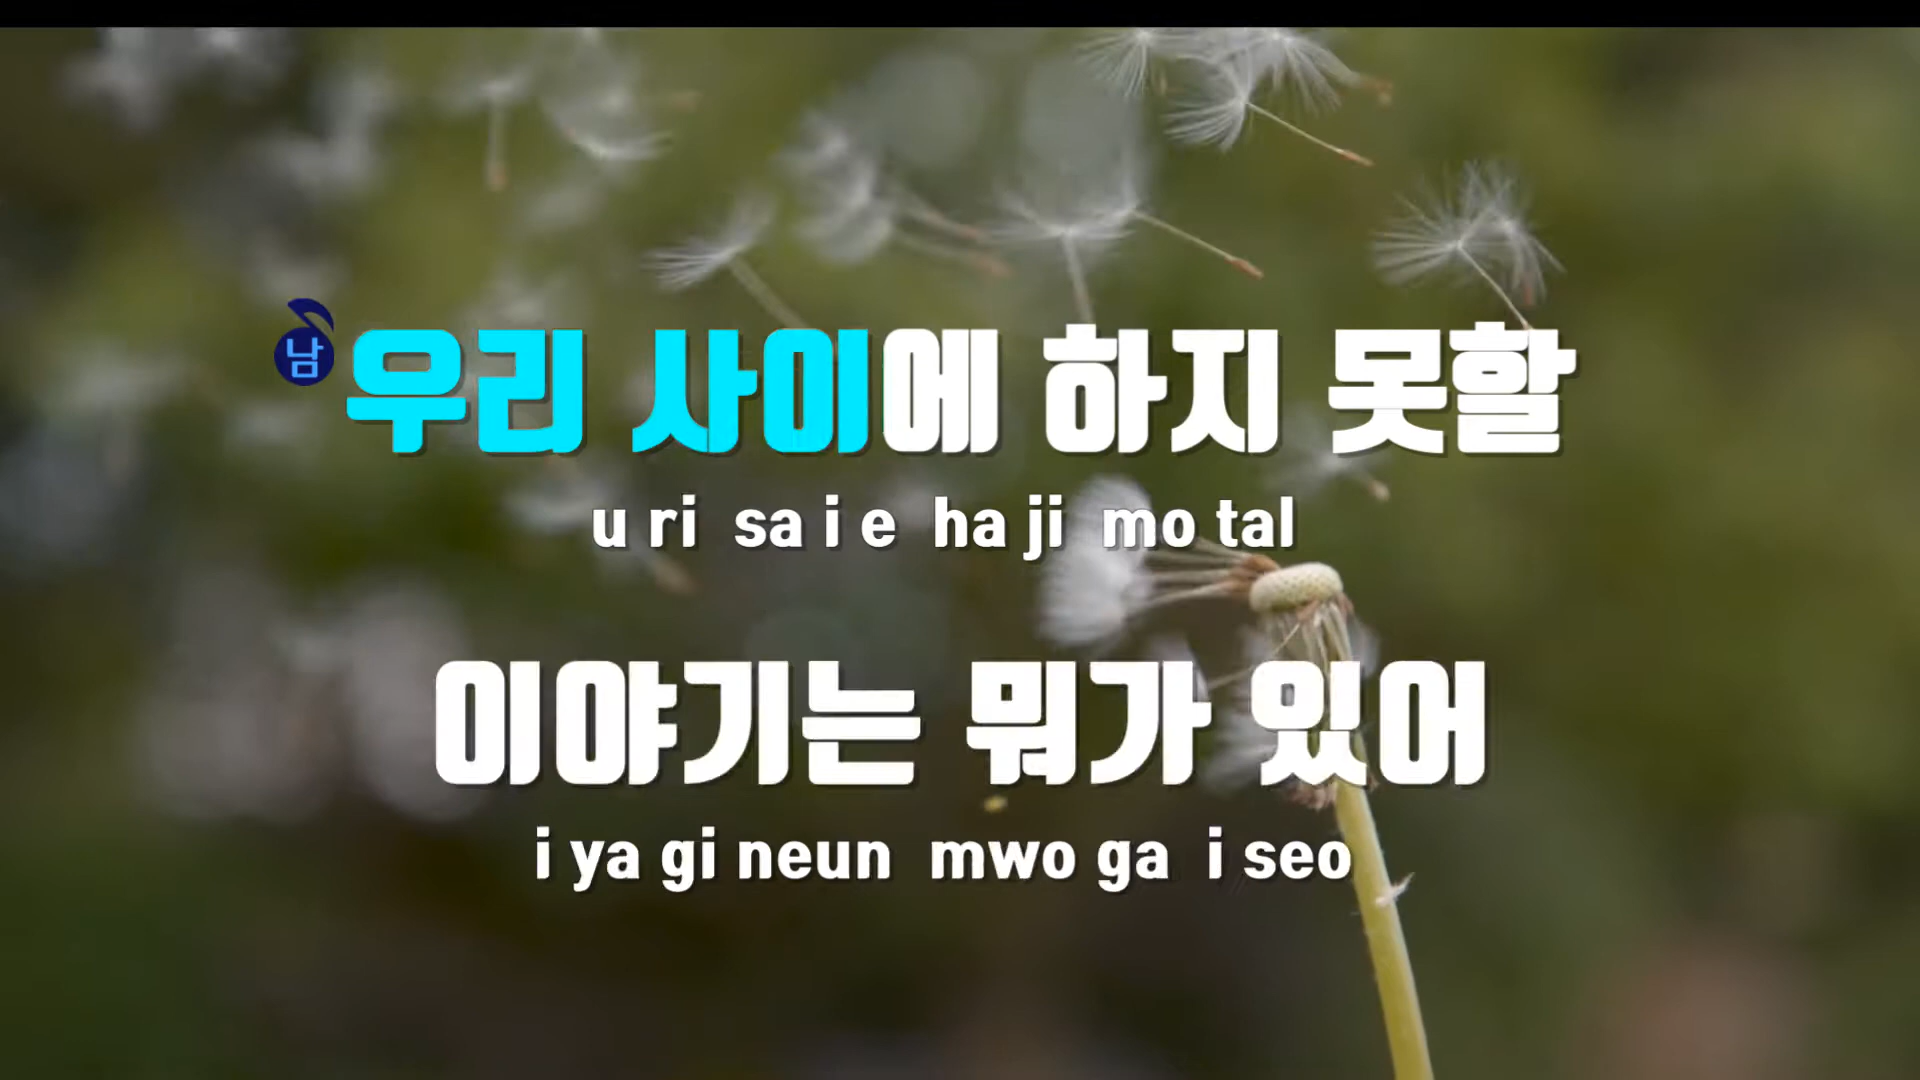 남
우리 사이에 하지 못할
u ri sa i e ha ji mo tal
이야기는 뭐가 있어
i ya gi neun mwo ga i seo